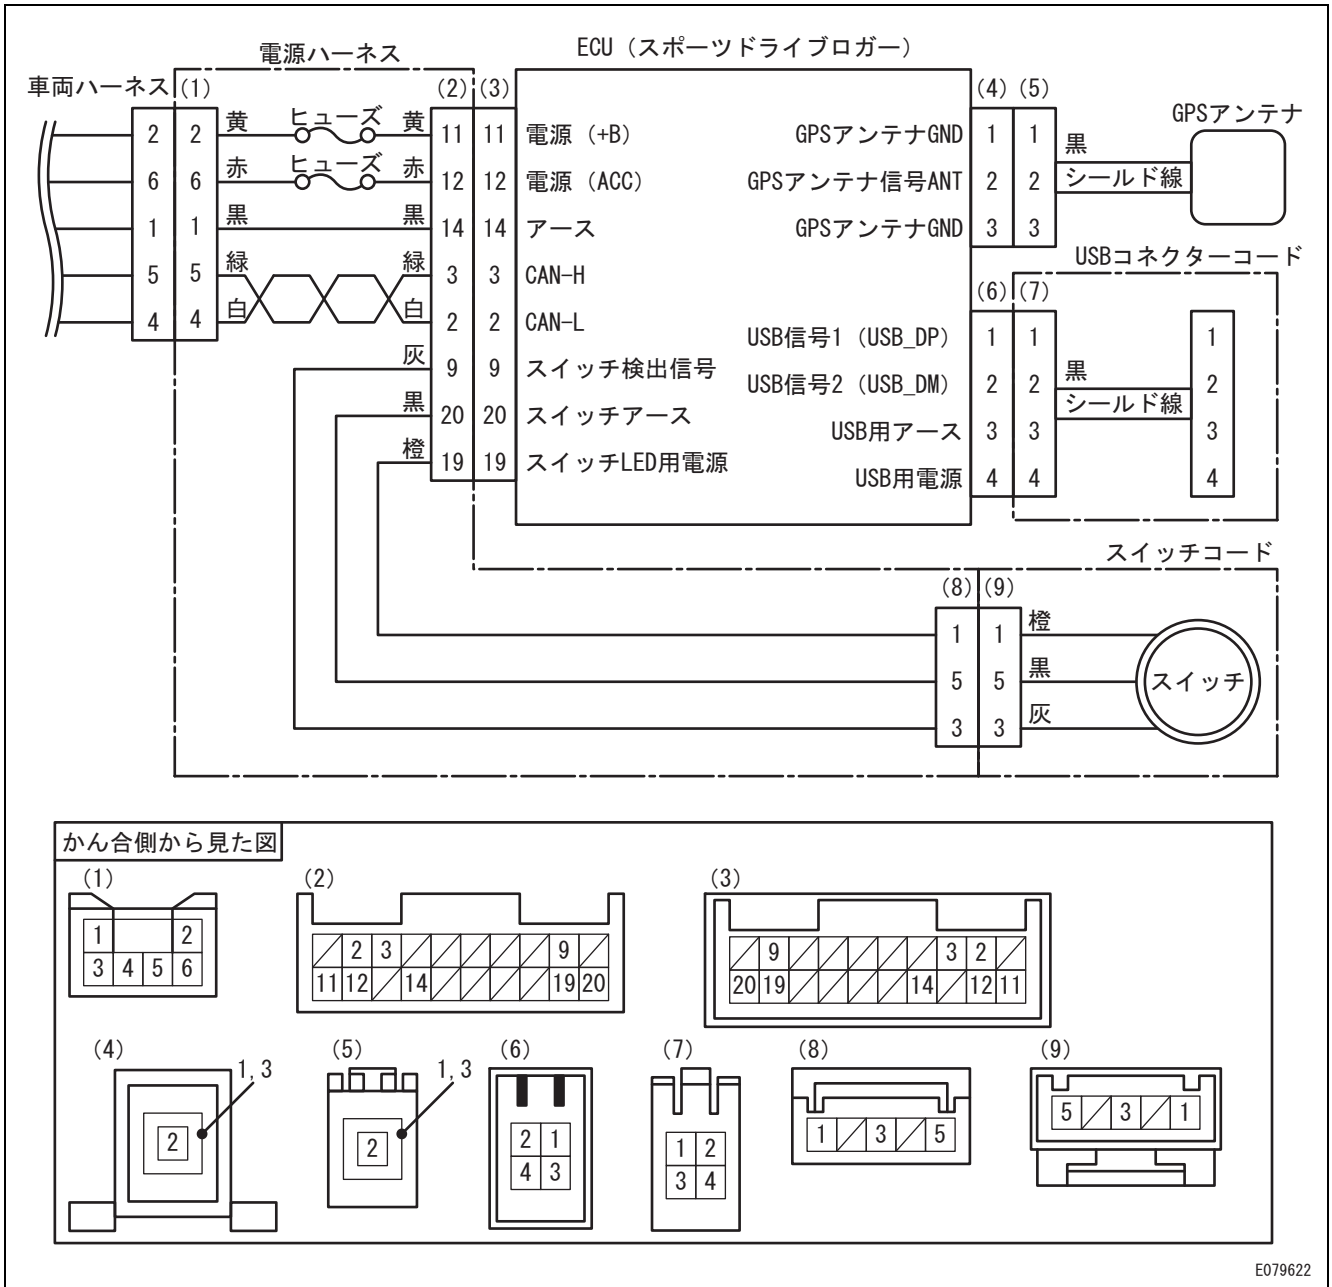 電源ハーネス
ECU (スポーツドライブロガー)
車両ハーネス (1) (2) (3) (4) (5)
GPSアンテナ
2 2 黄 ヒューズ 黄 11 11 電源 (+B) GPSアンテナGND 1 1 黒
6 6 赤 ヒューズ 赤 12 12 電源 (ACC) GPSアンテナ信号ANT 2 2 シールド線
1 1 黒 黒 14 14 アース GPSアンテナGND 3 3
USBコネクターコード
5 5 緑 緑 3 3 CAN-H (6) (7)
4 4 白 白 2 2 CAN-L USB信号1 (USB_DP) 1 1 1
灰 9 9 スイッチ検出信号 USB信号2 (USB_DM) 2 2 黒 シールド線 2
黒 20 20 スイッチアース USB用アース 3 3 3
橙 19 19 スイッチLED用電源 USB用電源 4 4 4
スイッチコード
(8) (9)
1 1 橙
5 5 黒 スイッチ
3 3 灰
かん合側から見た図
(1) (2) (3)
1 2
3 4 5 6
2 3 9
11 12 14 19 20
9 3 2
20 19 14 12 11
(4) (5) (6) (7) (8) (9)
1,3
2
1,3
2
2 1
4 3
1 2
3 4
1 3 5
5 3 1
E079622